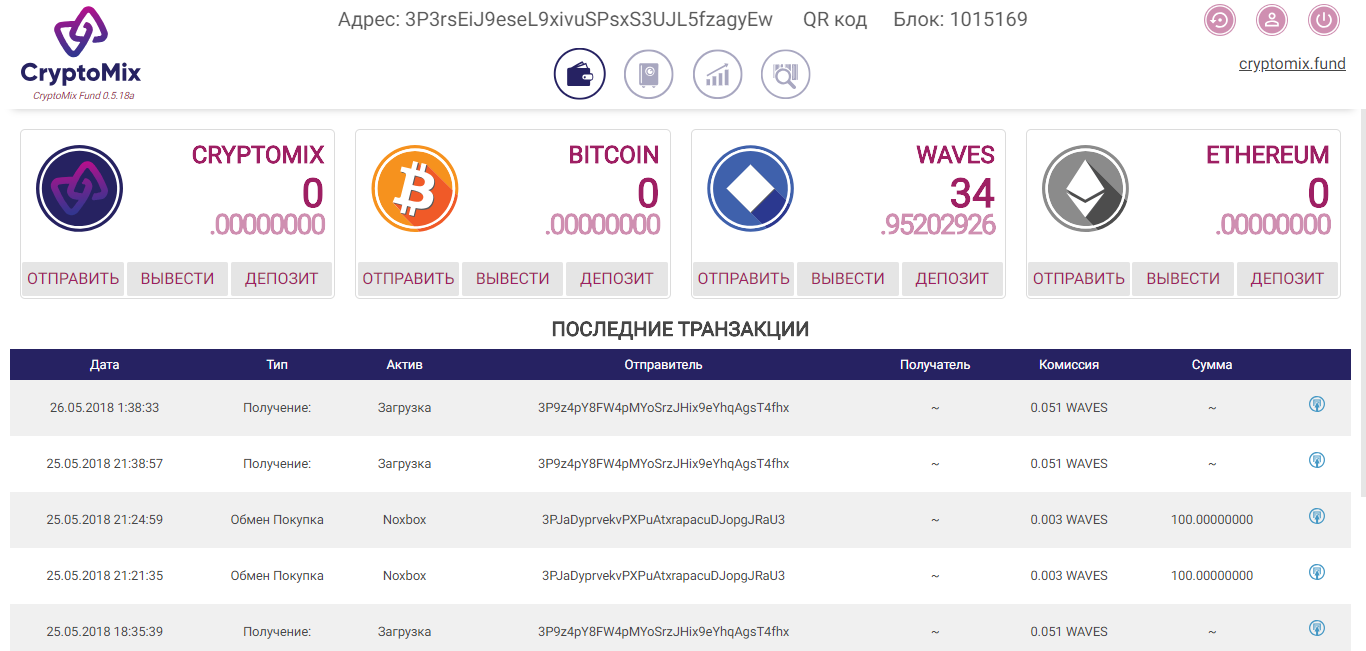 Адрес: 3P3rsEiJ9eseL9xivuSPsxS3UJL5fzagyEw QR код Блок: 1015169
CryptoMix
CryptoMix Fund 0.5.18a
cryptomix.fund
CRYPTOMIX
0
.00000000
ОТПРАВИТЬ ВЫВЕСТИ ДЕПОЗИТ
BITCOIN
0
.00000000
ОТПРАВИТЬ ВЫВЕСТИ ДЕПОЗИТ
WAVES
34
.95202926
ОТПРАВИТЬ ВЫВЕСТИ ДЕПОЗИТ
ETHEREUM
0
.00000000
ОТПРАВИТЬ ВЫВЕСТИ ДЕПОЗИТ
ПОСЛЕДНИЕ ТРАНЗАКЦИИ
Дата Тип Актив Отправитель Получатель Комиссия Сумма
26.05.2018 1:38:33 Получение: Загрузка 3P9z4pY8FW4pMYoSrzJHix9eYhqAgsT4fhx ~ 0.051 WAVES ~
25.05.2018 21:38:57 Получение: Загрузка 3P9z4pY8FW4pMYoSrzJHix9eYhqAgsT4fhx ~ 0.051 WAVES ~
25.05.2018 21:24:59 Обмен Покупка Noxbox 3PJaDyprvekvPXPuAtxrapacuDJopgJRaU3 ~ 0.003 WAVES 100.00000000
25.05.2018 21:21:35 Обмен Покупка Noxbox 3PJaDyprvekvPXPuAtxrapacuDJopgJRaU3 ~ 0.003 WAVES 100.00000000
25.05.2018 18:35:39 Получение: Загрузка 3P9z4pY8FW4pMYoSrzJHix9eYhqAgsT4fhx ~ 0.051 WAVES ~